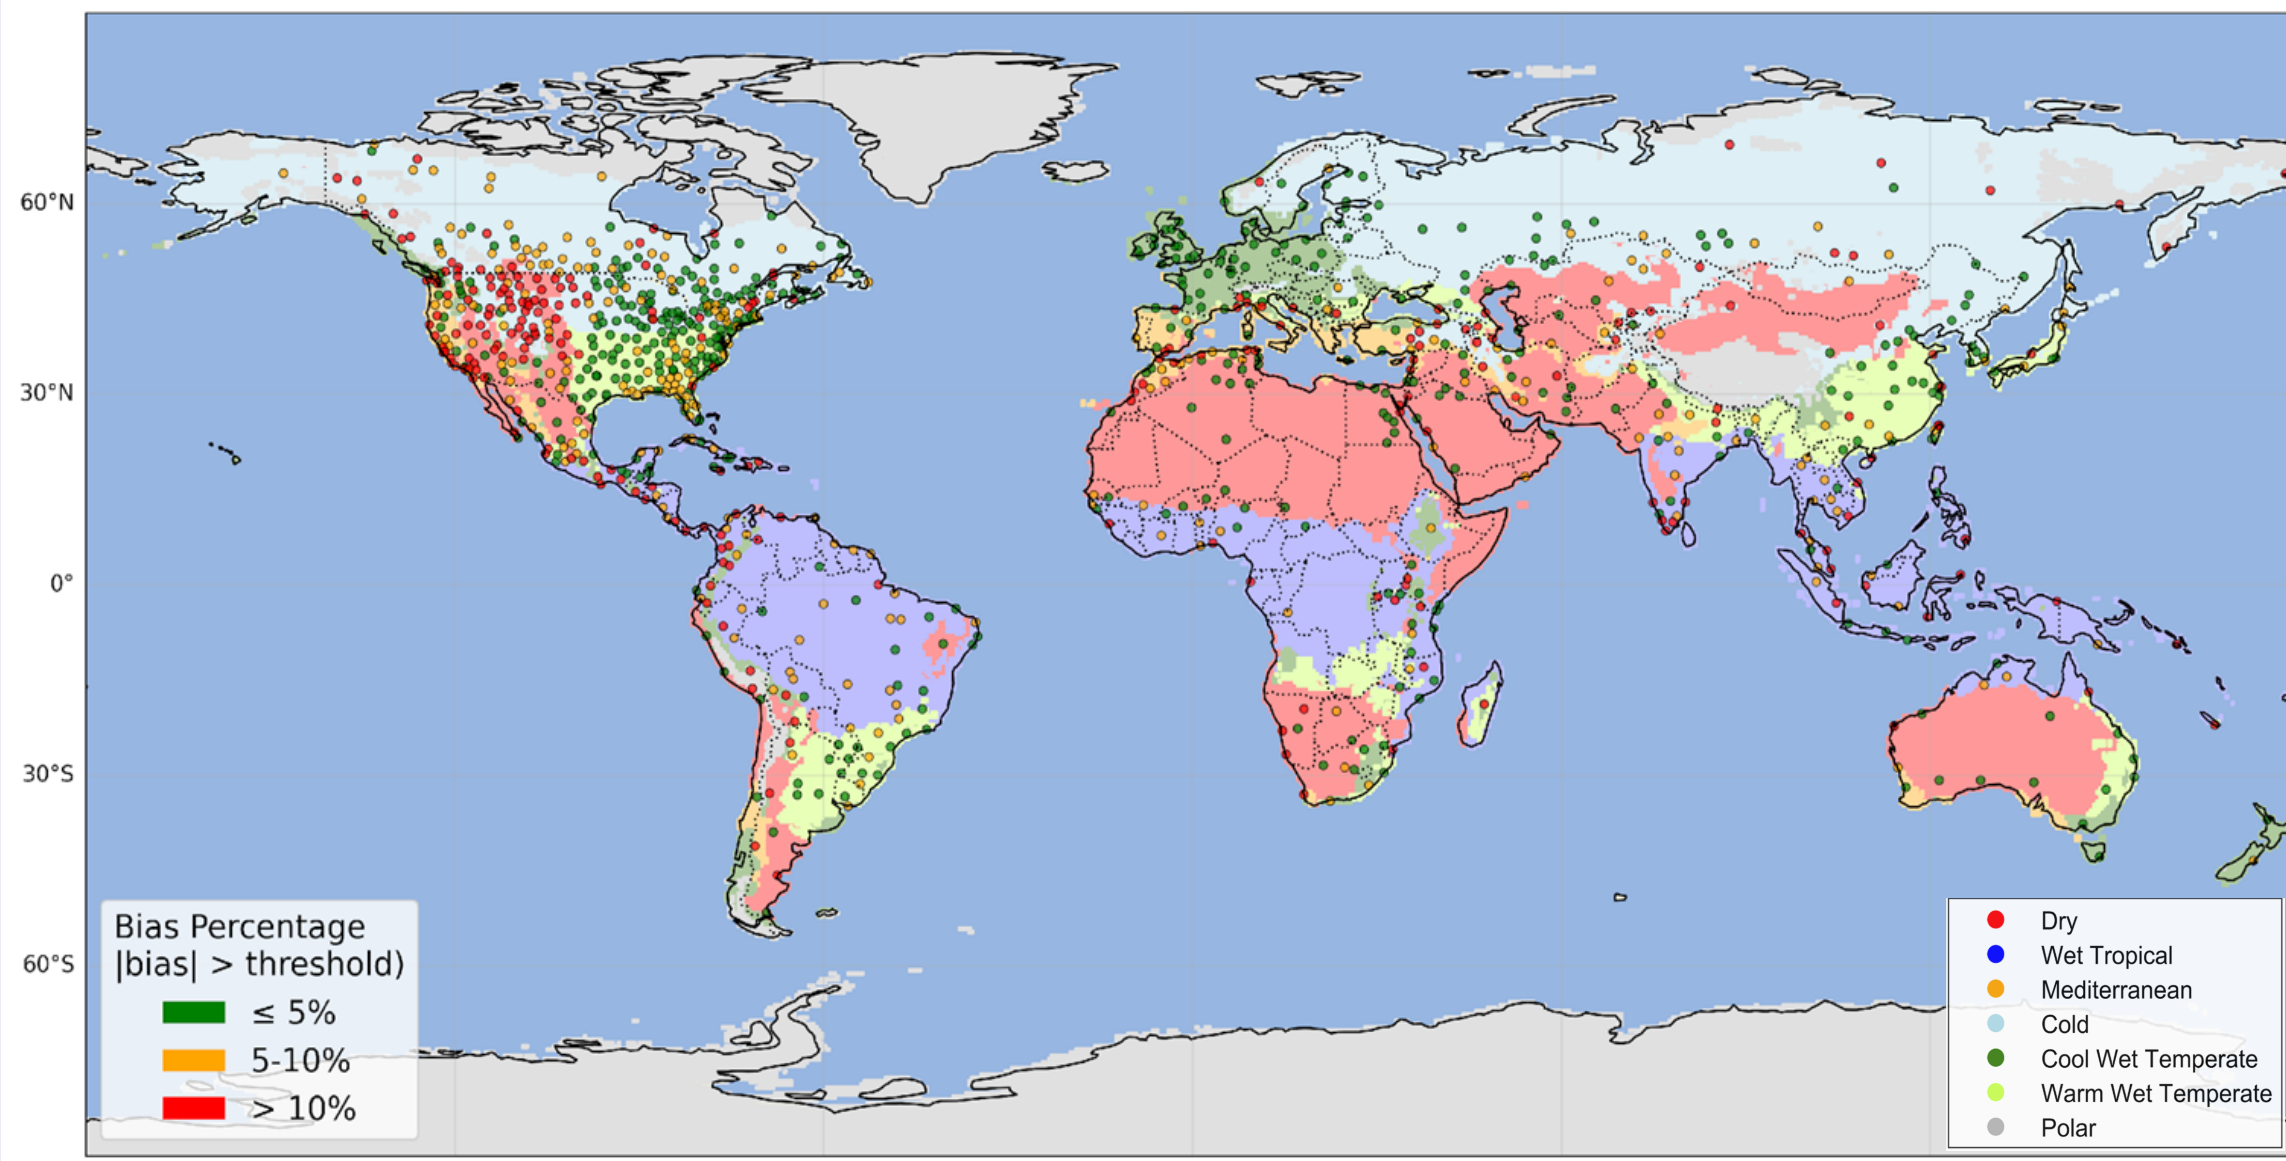 60°N
30°N
0°
30°S
60°S
Bias Percentage
|bias| > threshold)
≤ 5%
5-10%
> 10%
Dry
Wet Tropical
Mediterranean
Cold
Cool Wet Temperate
Warm Wet Temperate
Polar